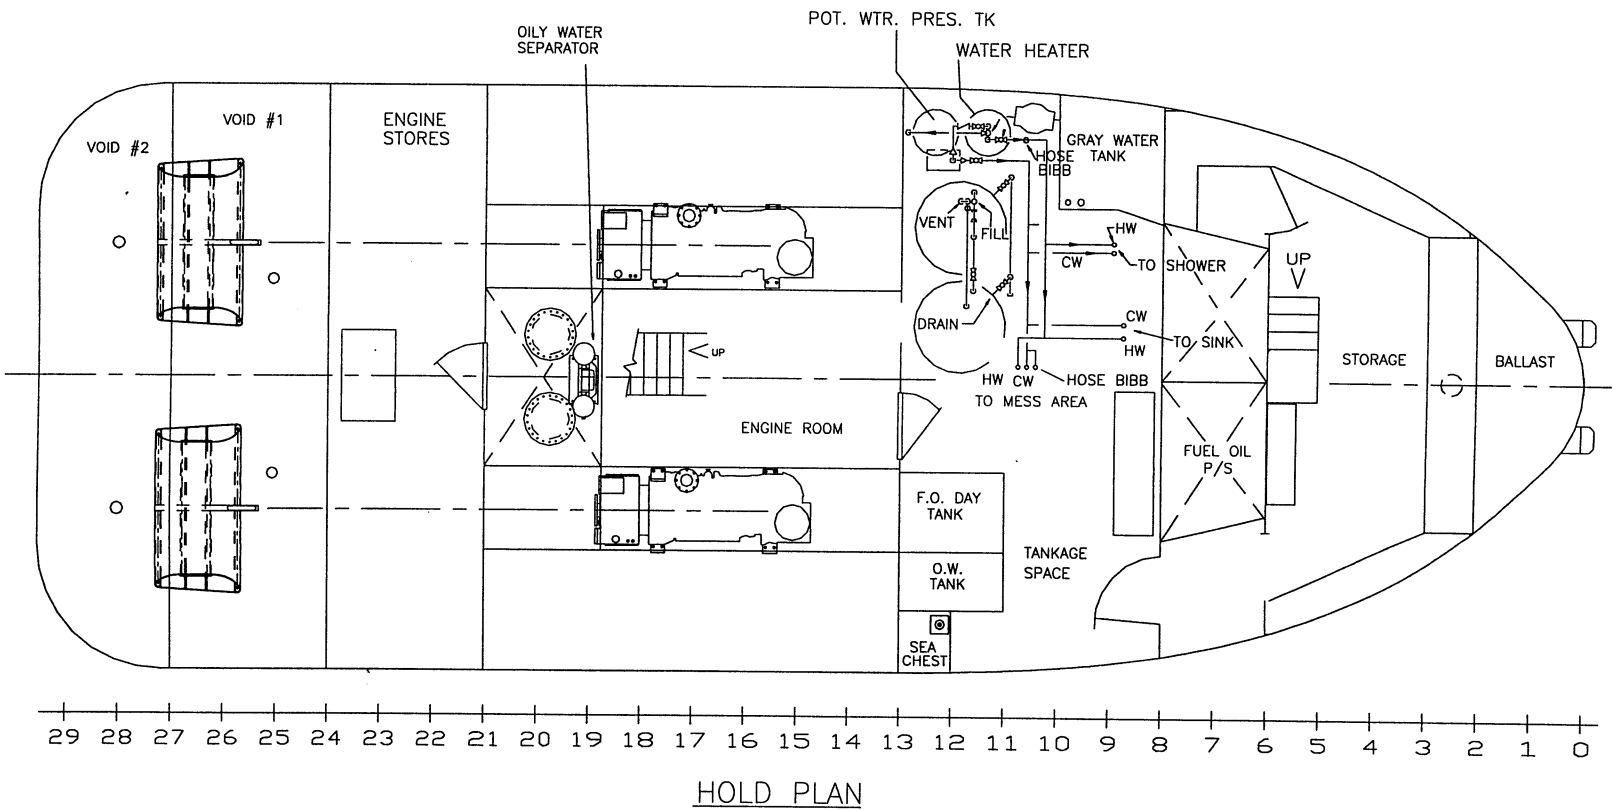 POT. WTR. PRES. TK
OILY WATER
SEPARATOR
WATER HEATER
VOID #1
ENGINE
STORES
VOID #2
GRAY WATER
TANK
HOSE
BIBB
VENT
FILL
HW
CW
TO SHOWER
UP
DRAIN
CW
TO SINK
HW
UP
STORAGE
BALLAST
HW CW
HOSE BIBB
TO MESS AREA
ENGINE ROOM
FUEL OIL
P/S
F.O. DAY
TANK
TANKAGE
SPACE
O.W.
TANK
SEA
CHEST
29 28 27 26 25 24 23 22 21 20 19 18 17 16 15 14 13 12 11 10 9 8 7 6 5 4 3 2 1 0
HOLD PLAN